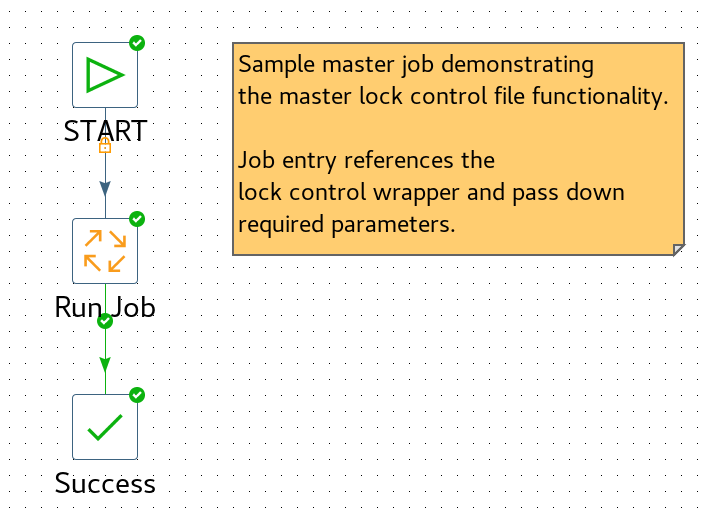 START
Run Job
Success
Sample master job demonstrating
the master lock control file functionality.
Job entry references the
lock control wrapper and pass down
required parameters.